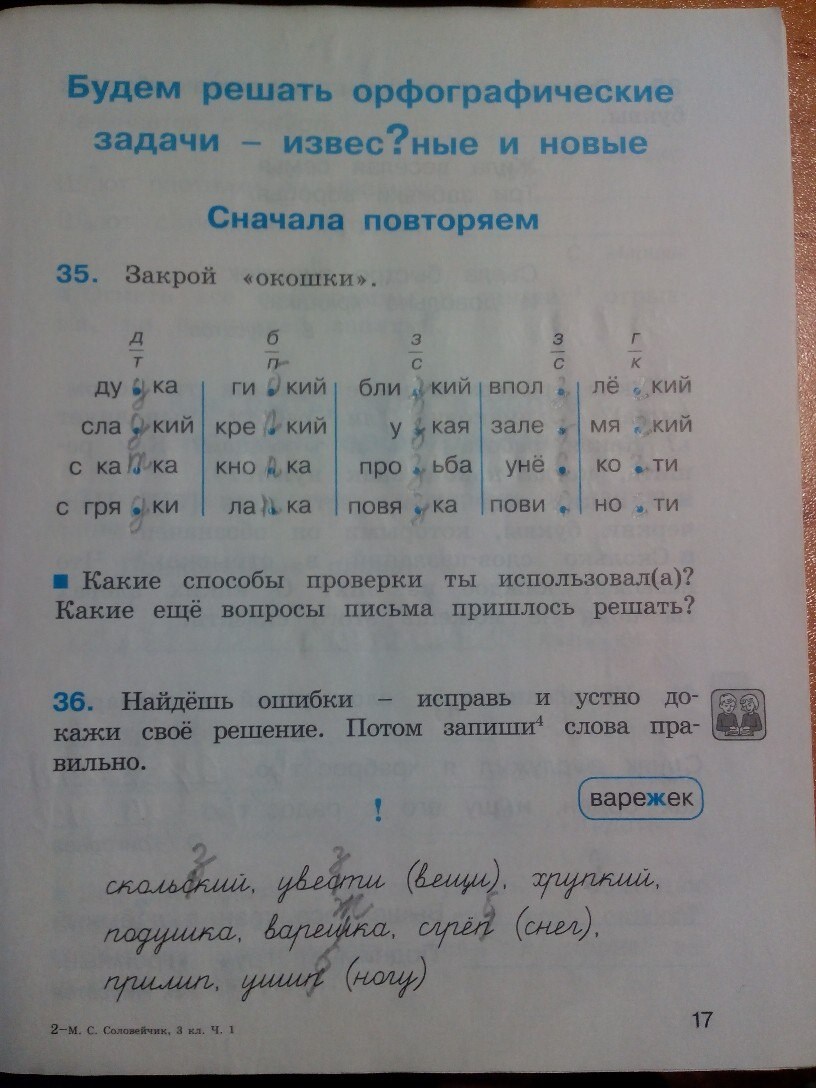 Будем решать орфографические
задачи – извес?ные и новые
Сначала повторяем
35. Закрой «окошки».
д б з з г
т п с с к
ду д ка ги б кий бли з кий впол з лё г кий
сла д кий кре п кий у з кая зале з мя г кий
с ка т ка кно п ка про с ьба унё с ко г ти
с гря д ки ла п ка повя з ка пови с но г ти
■ Какие способы проверки ты использовал(а)?
Какие ещё вопросы письма пришлось решать?
36. Найдёшь ошибки – исправь и устно до-
кажи своё решение. Потом запиши⁴ слова пра-
вильно.
! варежек
з з
скольский, увести (вещи), хрупкий,
ж б
подушка, варешка, сгрёп (снег),
б
прилип, ушип (ногу)
2—М. С. Соловейчик, 3 кл. Ч. 1
17